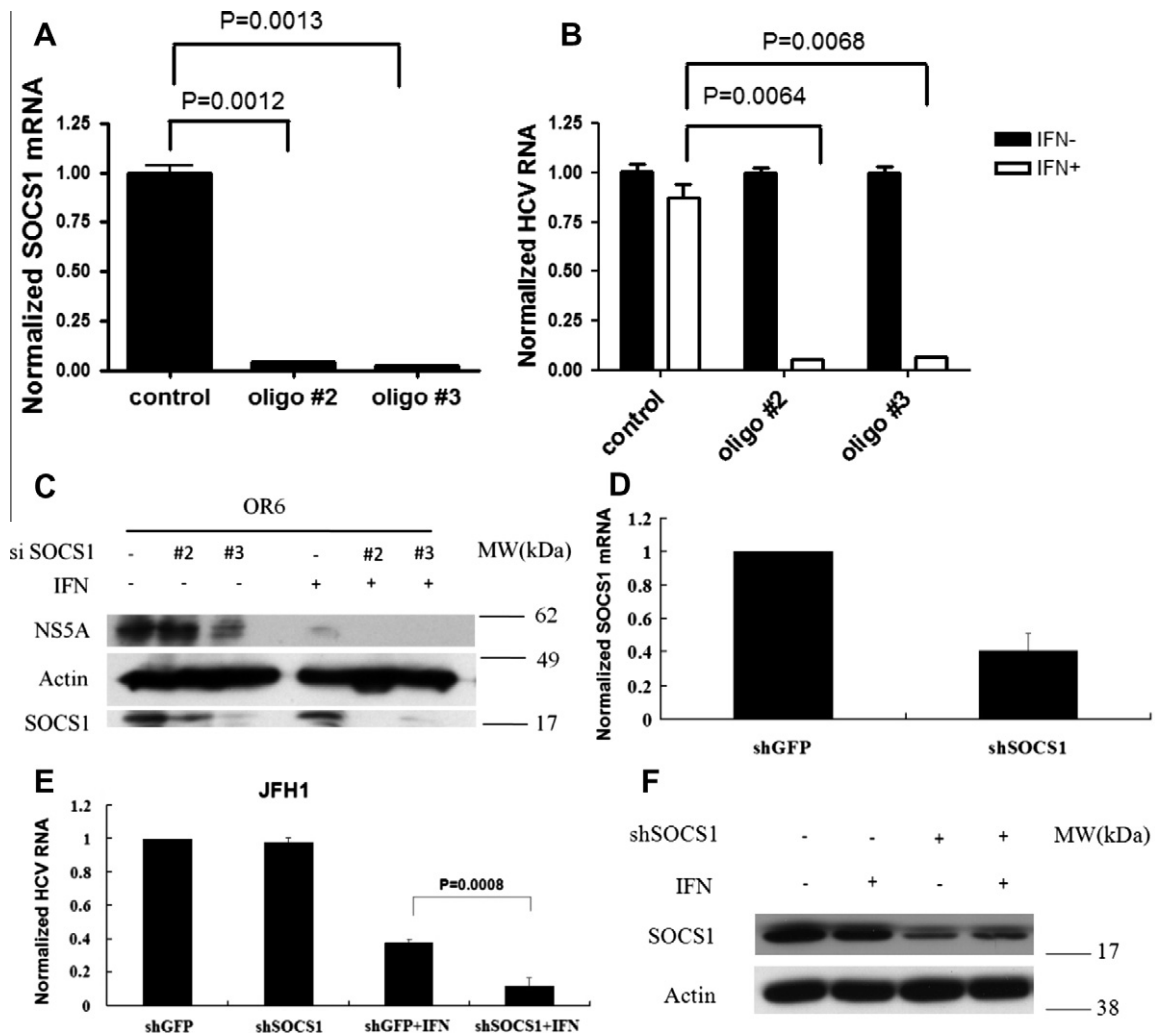 A
P=0.0013
P=0.0012
Normalized SOCS1 mRNA
1.25
1.00
0.75
0.50
0.25
0.00
control oligo #2 oligo #3
B
P=0.0068
P=0.0064
Normalized HCV RNA
1.25
1.00
0.75
0.50
0.25
0.00
control oligo #2 oligo #3
IFN-
IFN+
C
OR6
si SOCS1 - #2 #3 - #2 #3 MW(kDa)
IFN - - - + + +
NS5A 62
Actin 49
SOCS1 17
D
Normalized SOCS1 mRNA
1.2
1
0.8
0.6
0.4
0.2
0
shGFP shSOCS1
E
JFH1
Normalized HCV RNA
1.2
1
0.8
0.6
0.4
0.2
0
P=0.0008
shGFP shSOCS1 shGFP+IFN shSOCS1+IFN
F
shSOCS1 - - + + MW(kDa)
IFN - + - +
SOCS1 17
Actin 38